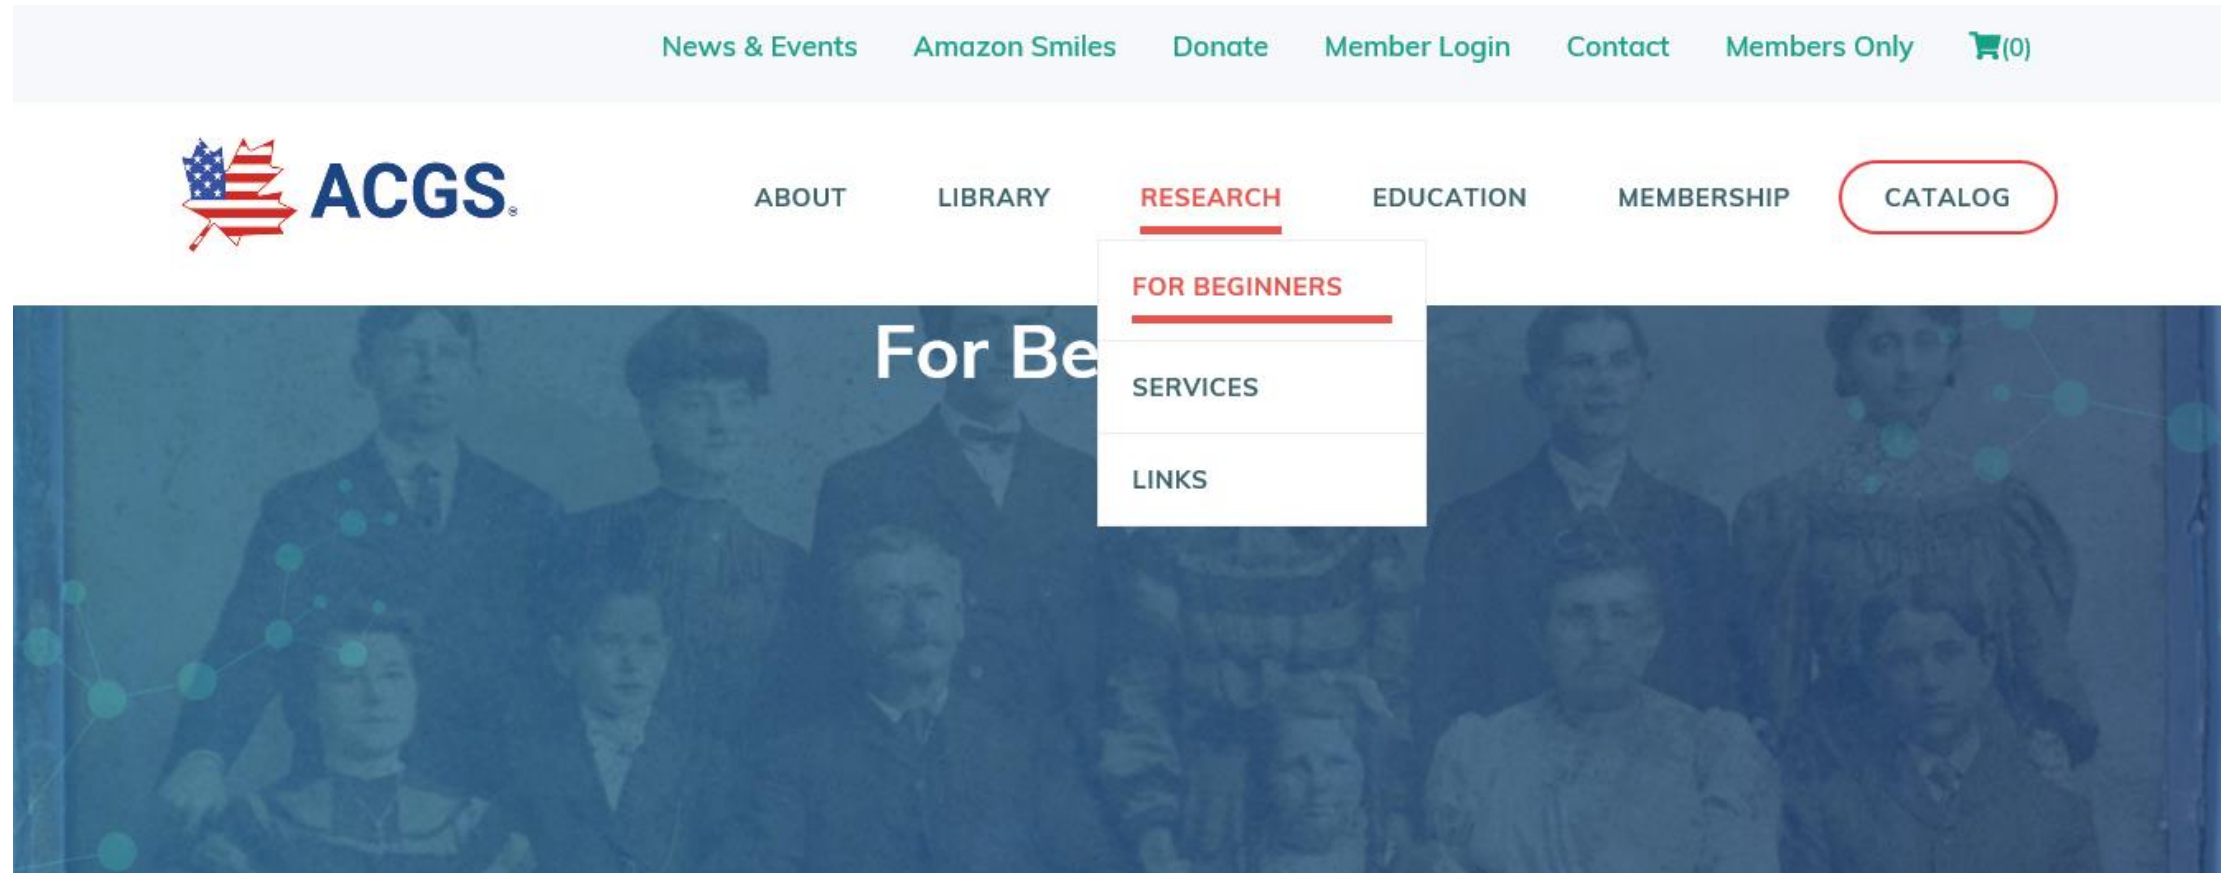 News & Events Amazon Smiles Donate Member Login Contact Members Only (0)
ACGS® ABOUT LIBRARY RESEARCH EDUCATION MEMBERSHIP CATALOG
FOR BEGINNERS
For Be
SERVICES
LINKS